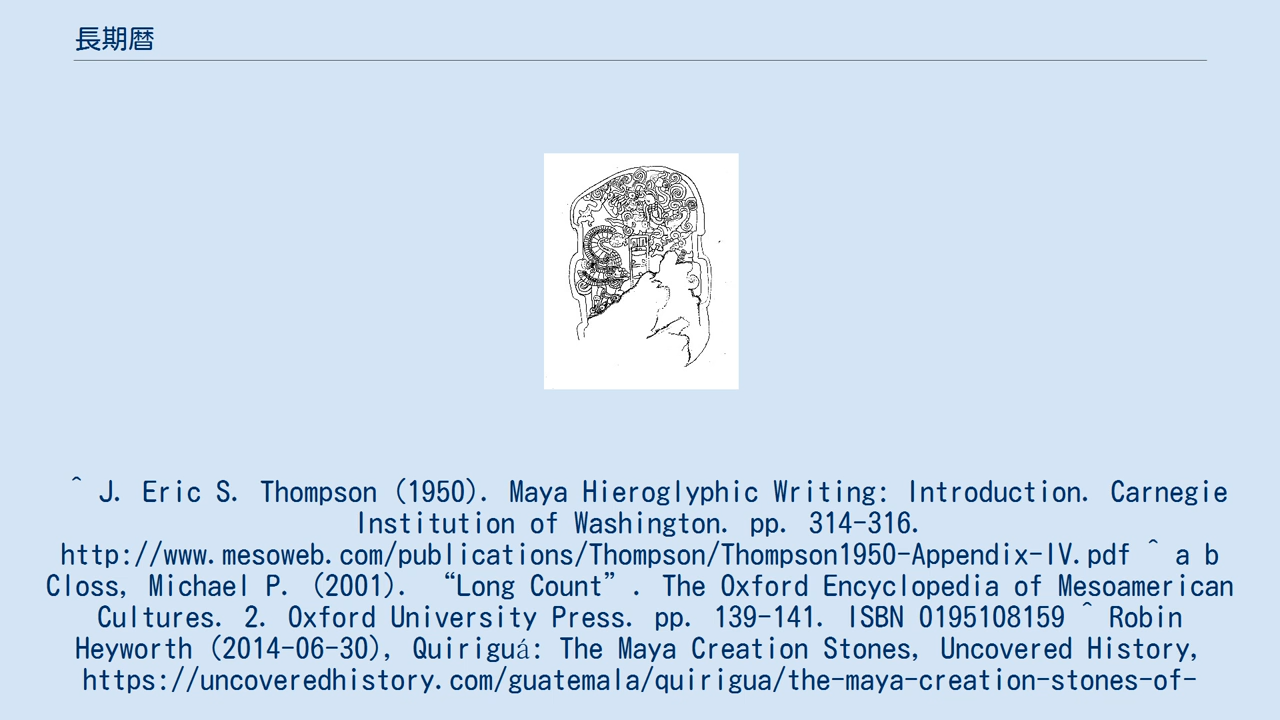 長期暦
^ J. Eric S. Thompson (1950). Maya Hieroglyphic Writing: Introduction. Carnegie
Institution of Washington. pp. 314-316.
http://www.mesoweb.com/publications/Thompson/Thompson1950-Appendix-IV.pdf ^ a b
Closs, Michael P. (2001). “Long Count”. The Oxford Encyclopedia of Mesoamerican
Cultures. 2. Oxford University Press. pp. 139-141. ISBN 0195108159 ^ Robin
Heyworth (2014-06-30), Quiriguá: The Maya Creation Stones, Uncovered History,
https://uncoveredhistory.com/guatemala/quirigua/the-maya-creation-stones-of-